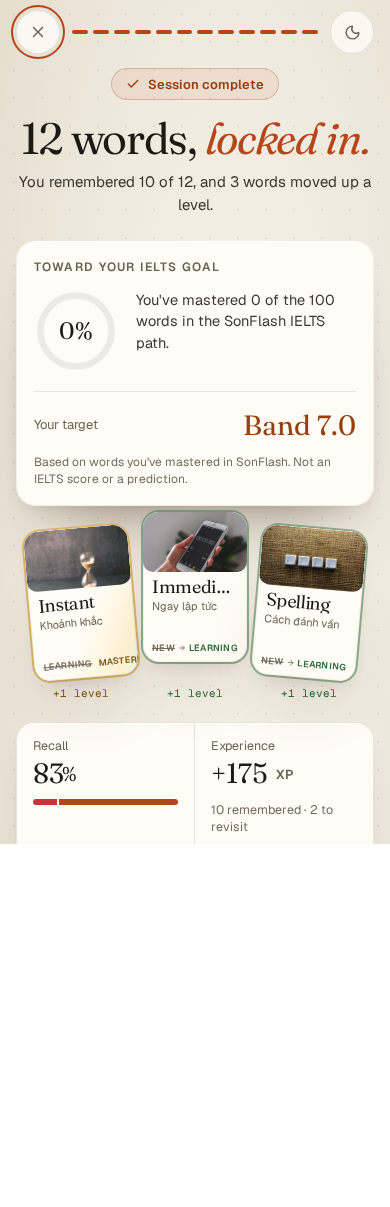 Session complete
12 words, locked in.
You remembered 10 of 12, and 3 words moved up a
level.
TOWARD YOUR IELTS GOAL
0%
You've mastered 0 of the 100
words in the SonFlash IELTS
path.
Your target
Band 7.0
Based on words you've mastered in SonFlash. Not an
IELTS score or a prediction.
Instant
Khoảnh khắc
LEARNING MASTER
+1 level
Immedi...
Ngay lập tức
NEW → LEARNING
+1 level
Spelling
Cách đánh vần
NEW → LEARNING
+1 level
Recall
83%
Experience
+175 XP
10 remembered · 2 to
revisit